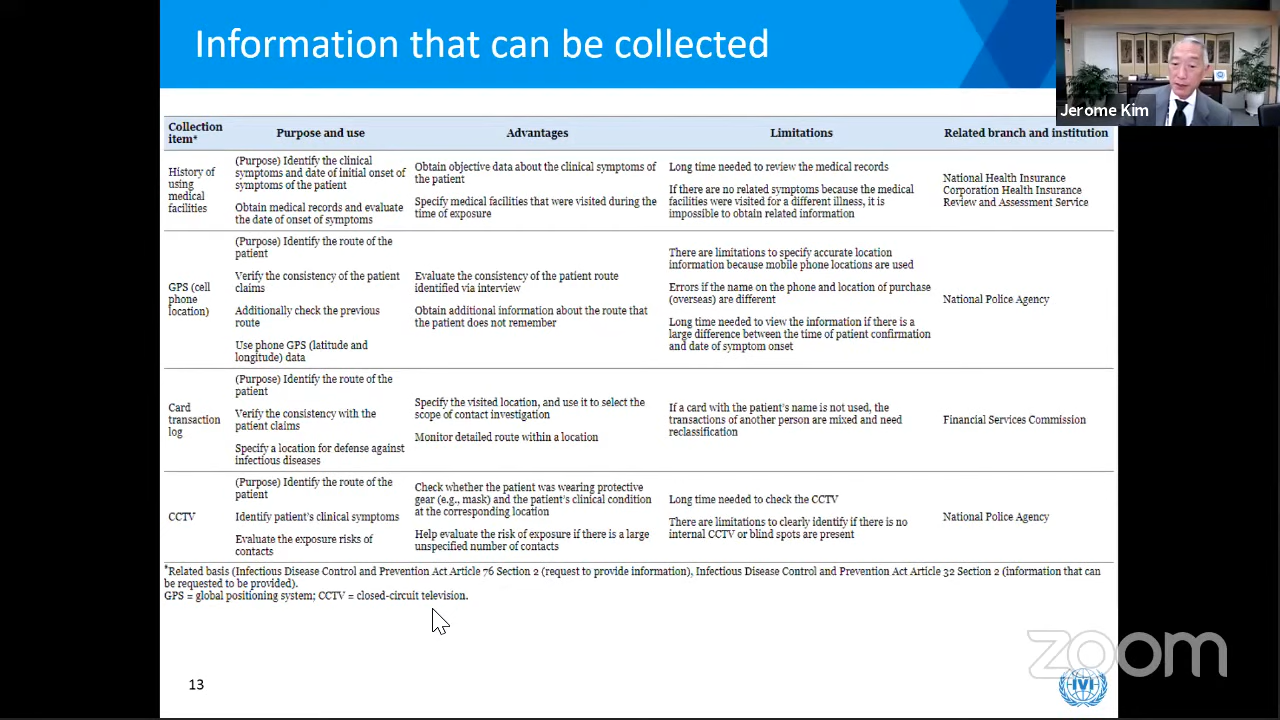 Information that can be collected
Jerome Kim
Collection item*
Purpose and use
Advantages
Limitations
Related branch and institution
History of using medical facilities
(Purpose) Identify the clinical
symptoms and date of initial onset of
symptoms of the patient
Obtain medical records and evaluate
the date of onset of symptoms
Obtain objective data about the clinical symptoms of
the patient
Specify medical facilities that were visited during the
time of exposure
Long time needed to review the medical records
If there are no related symptoms because the medical
facilities were visited for a different illness, it is
impossible to obtain related information
National Health Insurance
Corporation Health Insurance
Review and Assessment Service
GPS (cell
phone
location)
(Purpose) Identify the route of the
patient
Verify the consistency of the patient
claims
Additionally check the previous
route
Use phone GPS (latitude and
longitude) data
Evaluate the consistency of the patient route
identified via interview
Obtain additional information about the route that
the patient does not remember
There are limitations to specify accurate location
information because mobile phone locations are used
Errors if the name on the phone and location of purchase
(overseas) are different
Long time needed to view the information if there is a
large difference between the time of patient confirmation
and date of symptom onset
National Police Agency
Card
transaction
log
(Purpose) Identify the route of the
patient
Verify the consistency with the
patient claims
Specify a location for defense against
infectious diseases
Specify the visited location, and use it to select the
scope of contact investigation
Monitor detailed route within a location
If a card with the patient's name is not used, the
transactions of another person are mixed and need
reclassification
Financial Services Commission
CCTV
(Purpose) Identify the route of the
patient
Identify patient's clinical symptoms
Evaluate the exposure risks of
contacts
Check whether the patient was wearing protective
gear (e.g., mask) and the patient's clinical condition
at the corresponding location
Help evaluate the risk of exposure if there is a large
unspecified number of contacts
Long time needed to check the CCTV
There are limitations to clearly identify if there is no
internal CCTV or blind spots are present
National Police Agency
*Related basis (Infectious Disease Control and Prevention Act Article 76 Section 2 (request to provide information), Infectious Disease Control and Prevention Act Article 32 Section 2 (information that can
be requested to be provided).
GPS = global positioning system; CCTV = closed-circuit television.
zoom
13
IVI